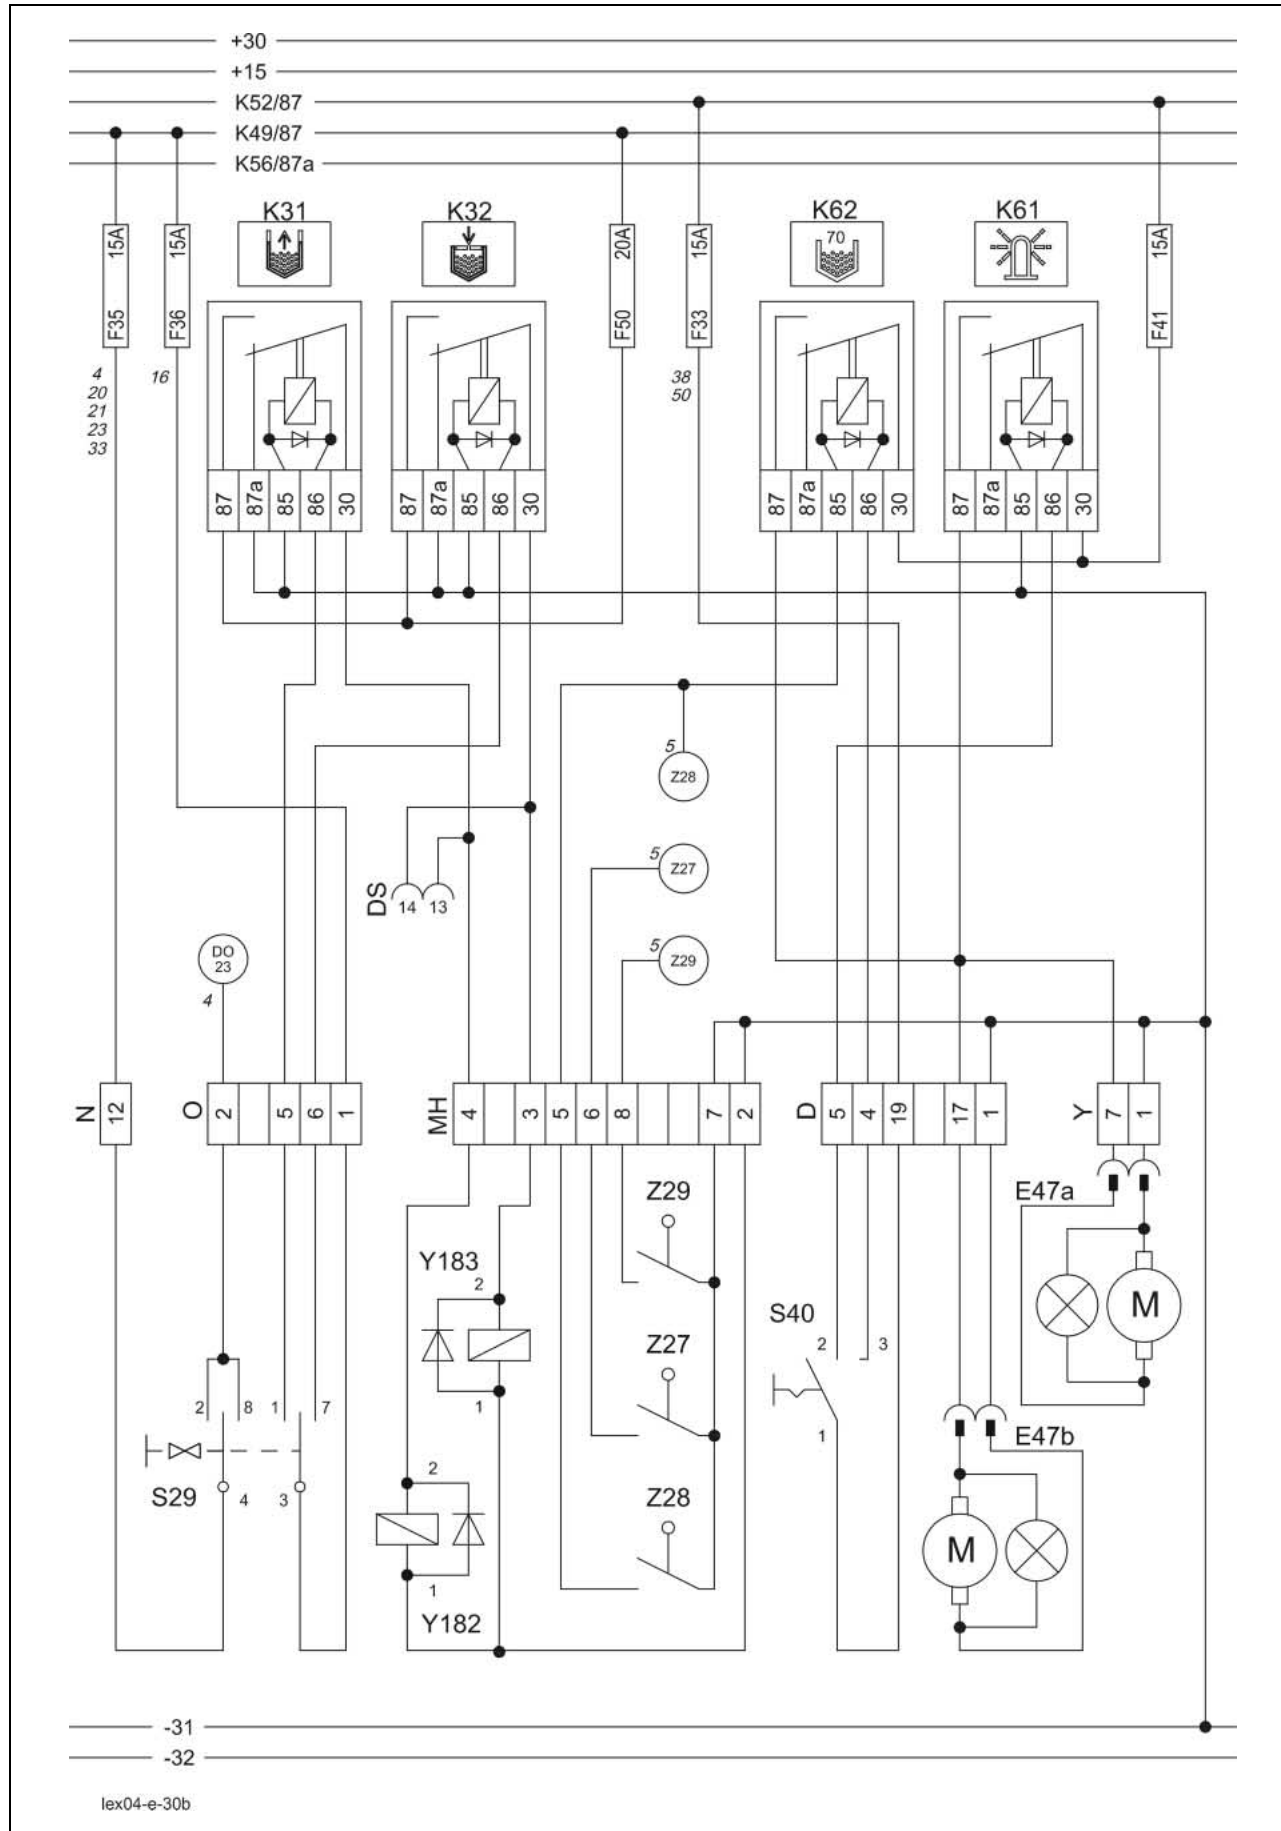 +30
+15
K52/87
K49/87
K56/87a
K31
K32
K62
K61
70
15A
F35
15A
F36
20A
F50
15A
F33
15A
F41
4
20
21
23
33
16
38
50
87 87a 85 86 30
87 87a 85 86 30
87 87a 85 86 30
87 87a 85 86 30
5
Z28
5
Z27
5
Z29
DS
14 13
DO
23
4
N
12
O
2 5 6 1
MH
4 3 5 6 8 7 2
D
5 4 19 17 1
Y
7 1
E47a
M
Z29
Y183
2
1
Z27
S40
2 3
1
2 8 1 7
S29
4 3
2
1
Y182
Z28
E47b
M
-31
-32
lex04-e-30b